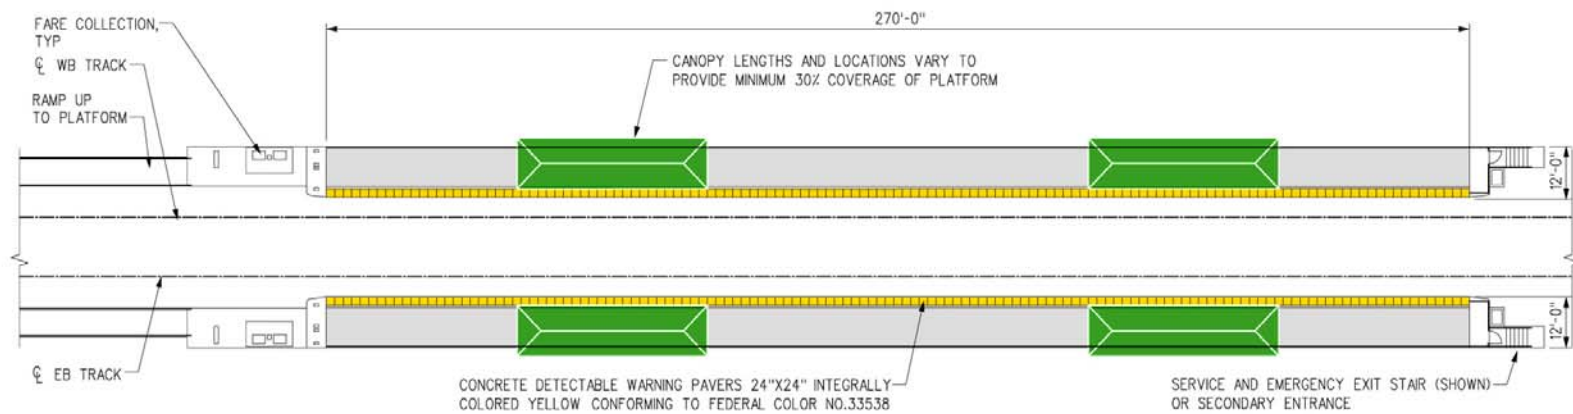 FARE COLLECTION,
TYP
℄ WB TRACK
RAMP UP
TO PLATFORM
270'-0"
CANOPY LENGTHS AND LOCATIONS VARY TO
PROVIDE MINIMUM 30% COVERAGE OF PLATFORM
12'-0"
12'-0"
℄ EB TRACK
CONCRETE DETECTABLE WARNING PAVERS 24"X24" INTEGRALLY
COLORED YELLOW CONFORMING TO FEDERAL COLOR NO.33538
SERVICE AND EMERGENCY EXIT STAIR (SHOWN)
OR SECONDARY ENTRANCE